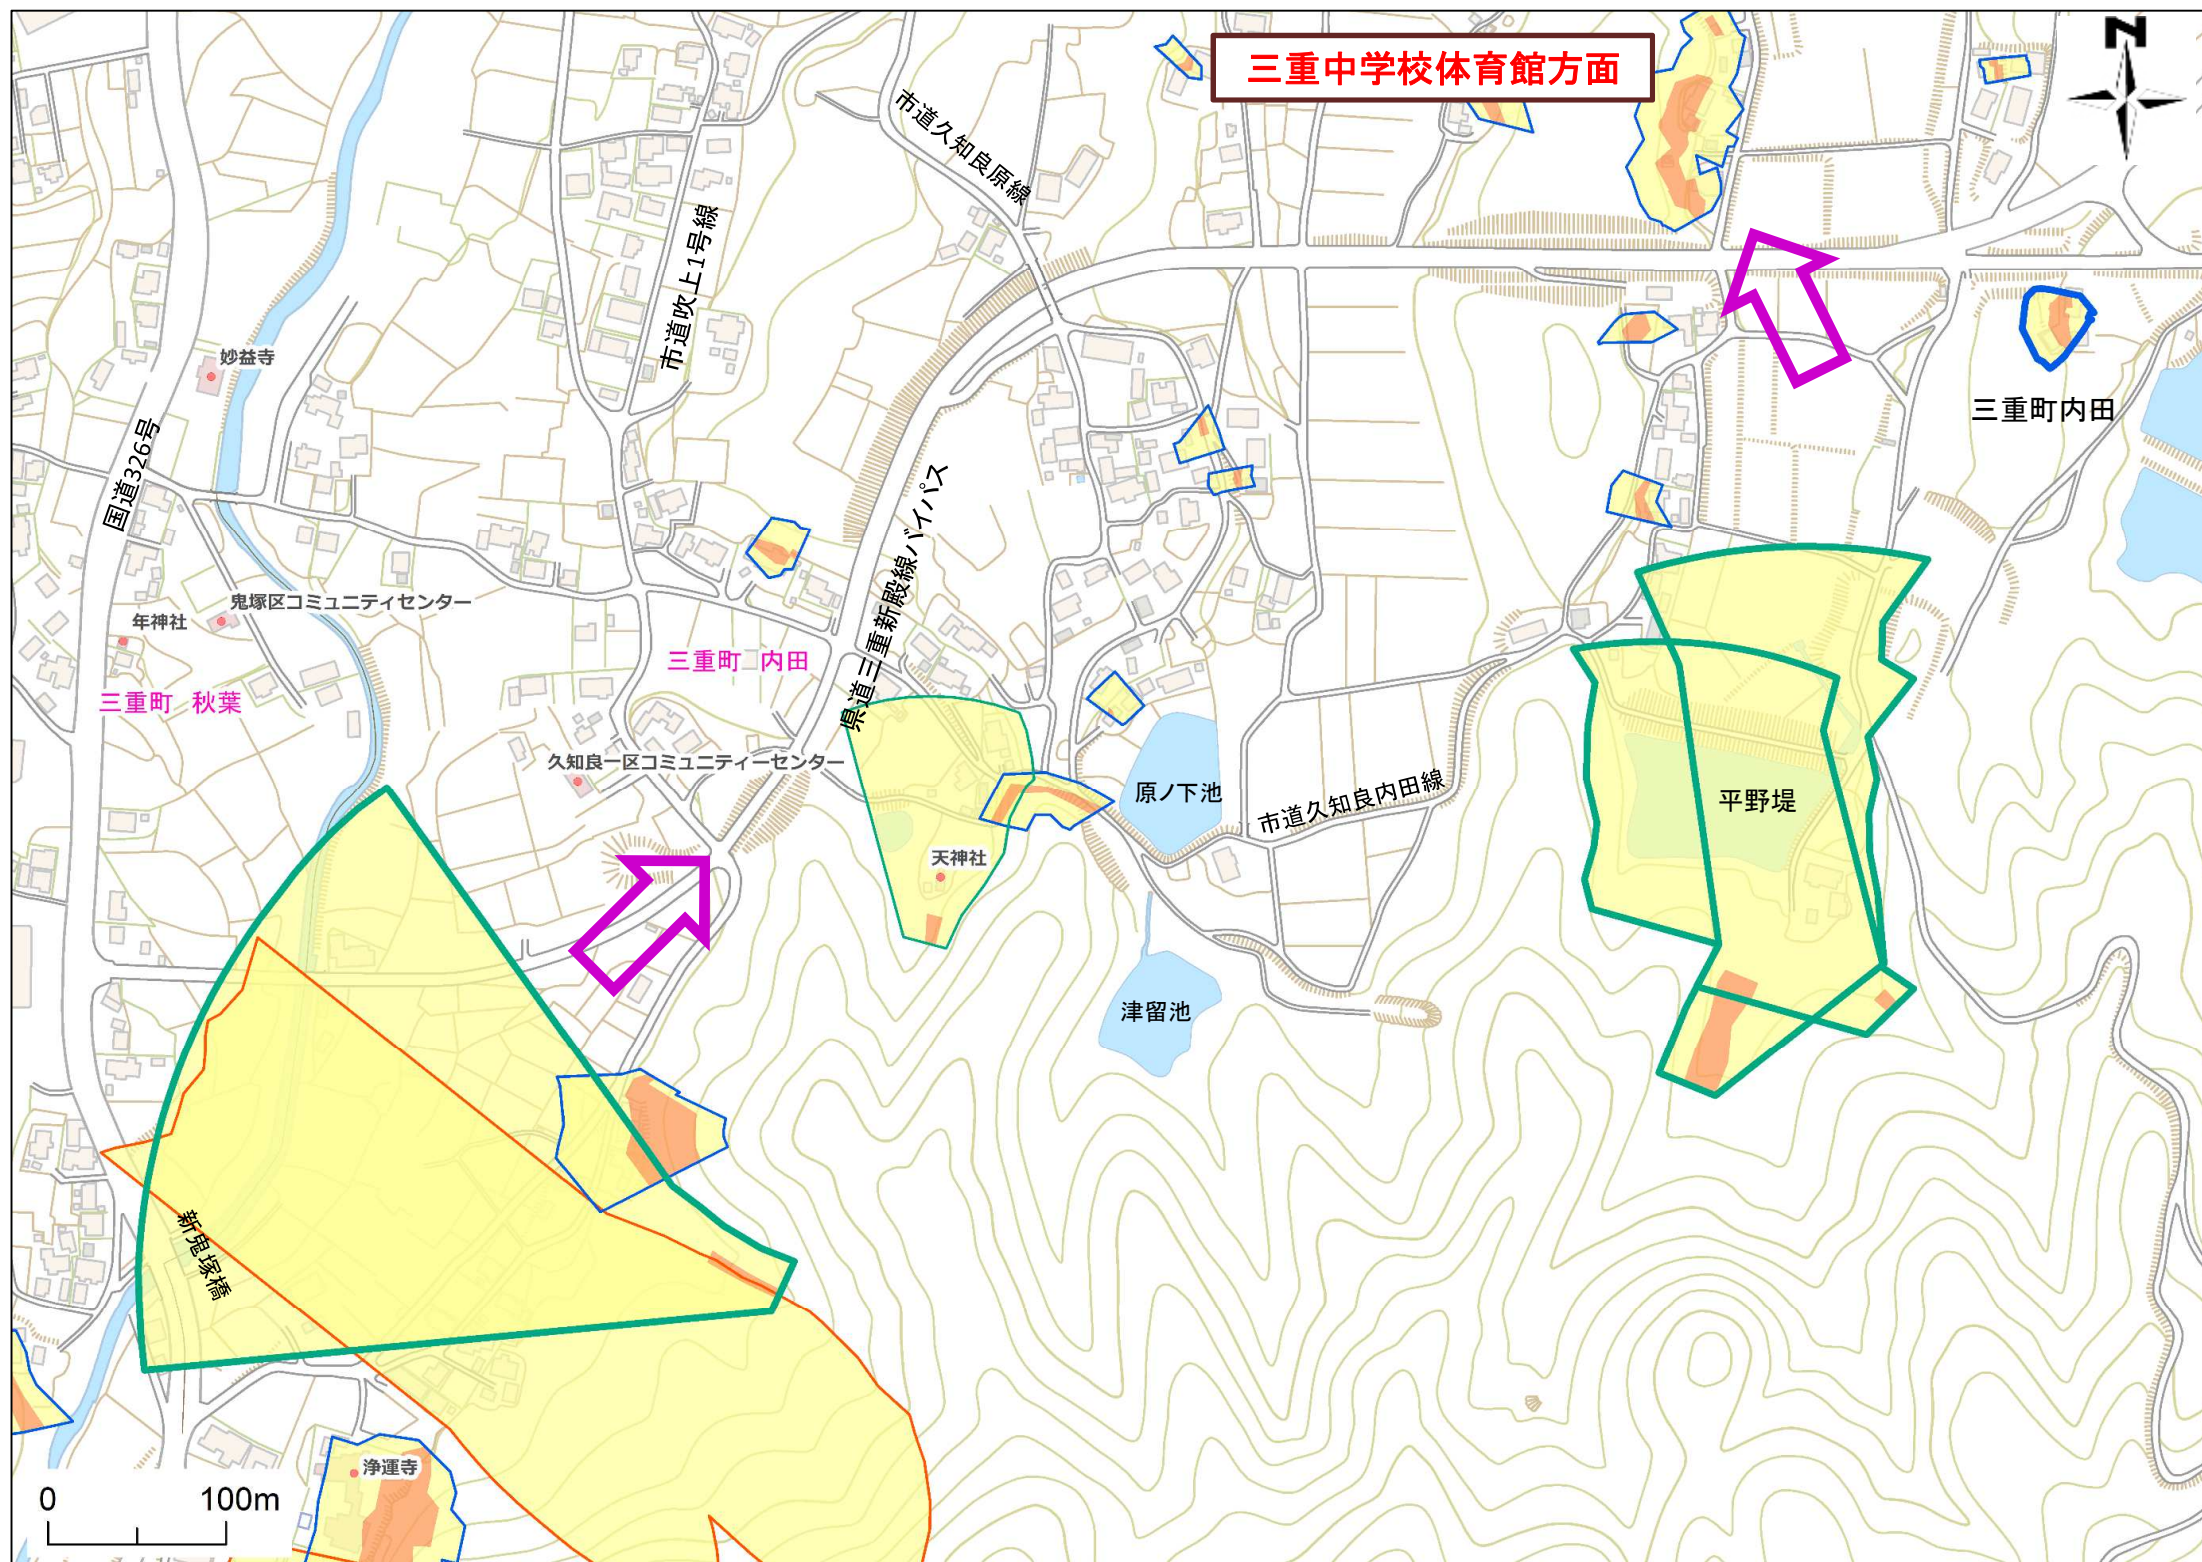 三重中学校体育館方面
N
市道久知良原線
市道吹上1号線
妙益寺
国道326号
三重町内田
県道三重新殿線バイパス
鬼塚区コミュニティセンター
年神社
三重町 内田
三重町 秋葉
久知良一区コミュニティーセンター
原ノ下池
市道久知良内田線
平野堤
天神社
津留池
新鬼塚橋
浄運寺
0 100m